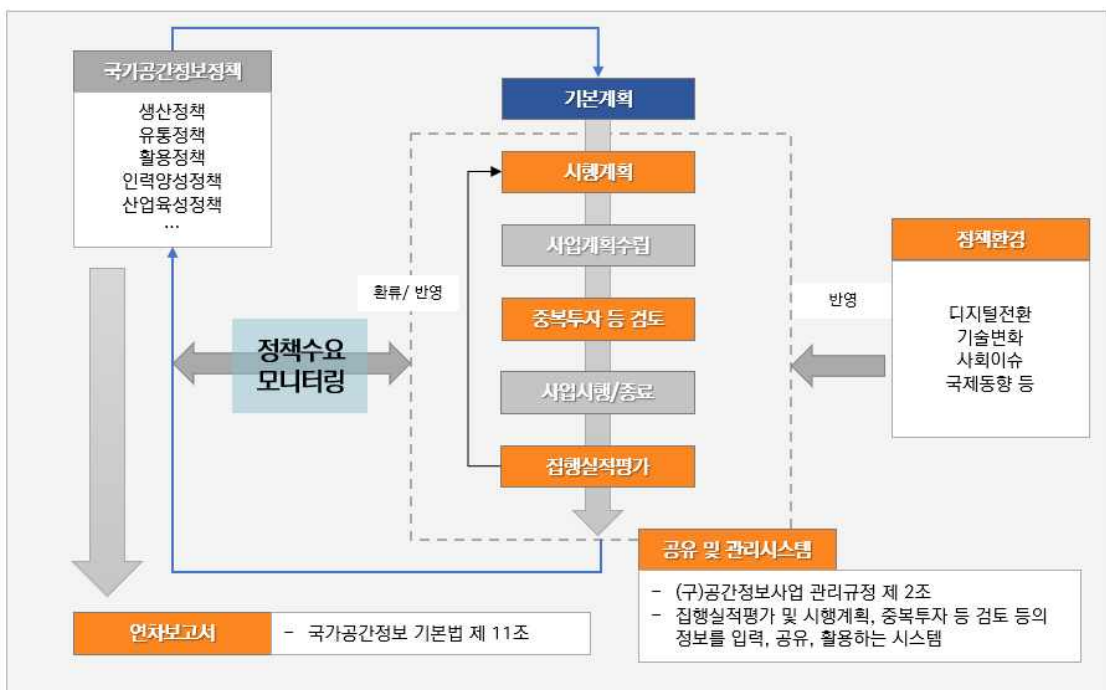 국가공간정보정책
생산정책
유통정책
활용정책
인력양성정책
산업육성정책
...
기본계획
시행계획
사업계획수립
중복투자 등 검토
사업시행/종료
집행실적평가
환류/ 반영
정책수요
모니터링
반영
정책환경
디지털전환
기술변화
사회이슈
국제동향 등
공유 및 관리시스템
- (구)공간정보사업 관리규정 제 2조
- 집행실적평가 및 시행계획, 중복투자 등 검토 등의
정보를 입력, 공유, 활용하는 시스템
연차보고서
- 국가공간정보 기본법 제 11조